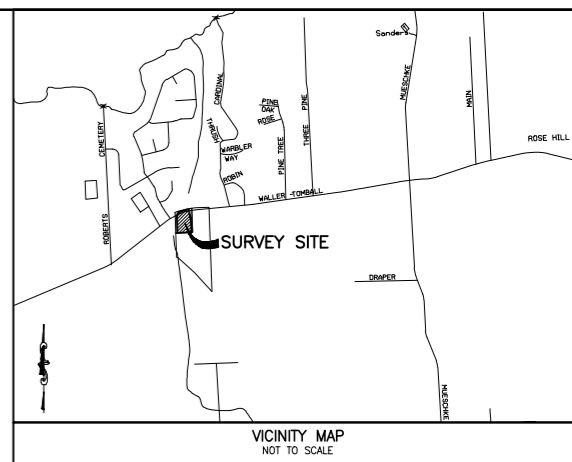 Sanders
CARDINAL
MUESCHKE
MAIN
PINE
OAK
ROSE
THREE PINE
CEMETERY
THRUSH
WARBLER
WAY
PINE TREE
ROSE HILL
ROBIN
WALLER -TOMBALL
ROBERTS
SURVEY SITE
DRAPER
MUESCHKE
VICINITY MAP
NOT TO SCALE